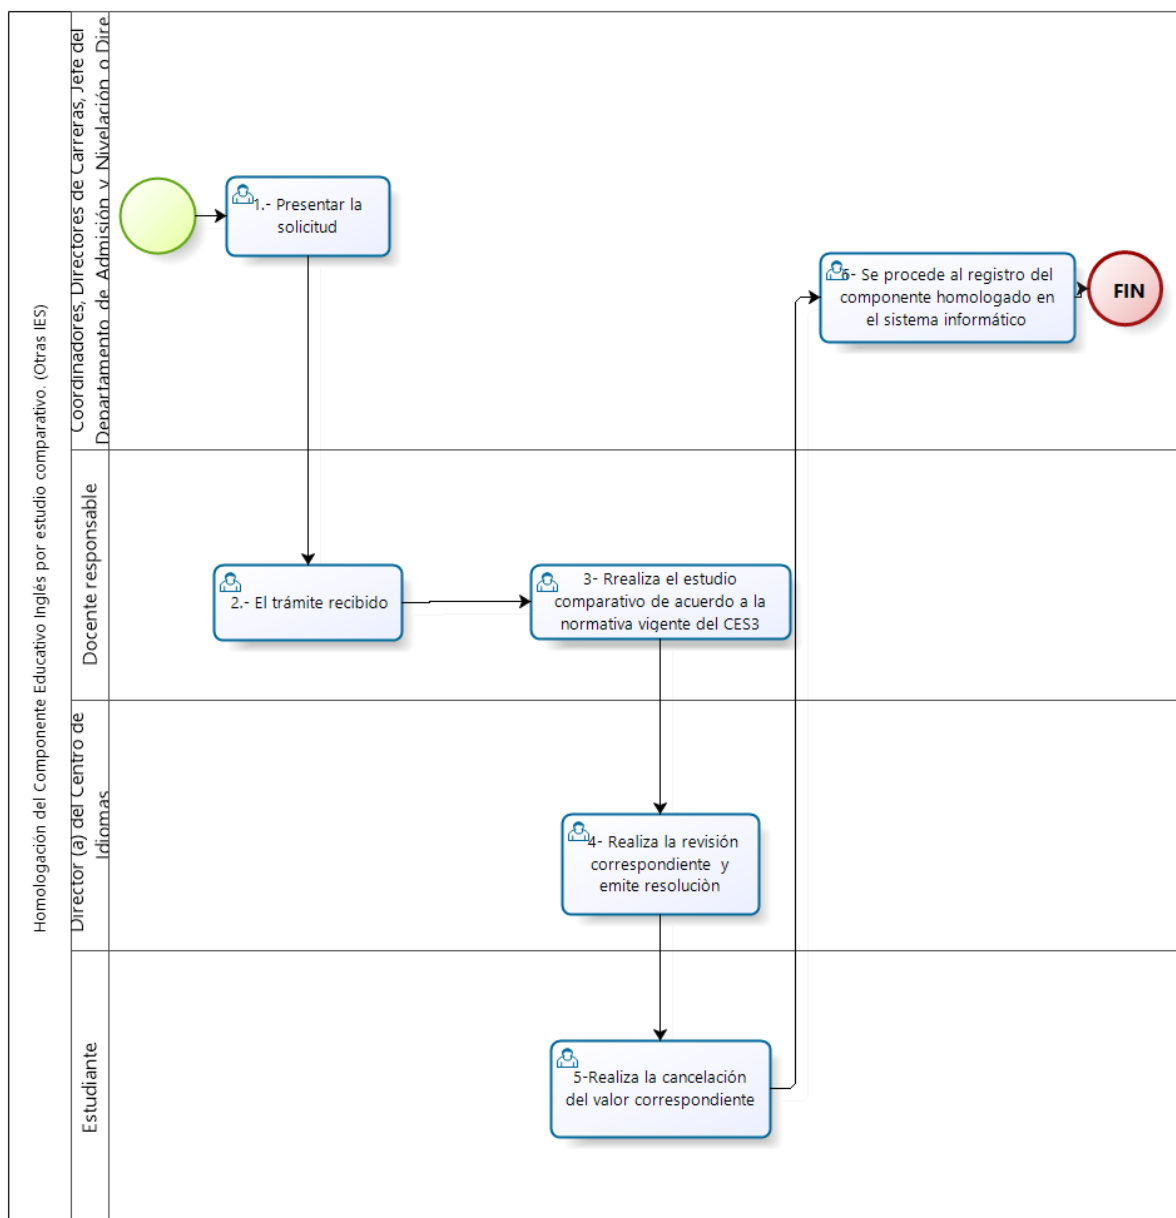 Homologación del Componente Educativo Inglés por estudio comparativo. (Otras IES)
Coordinadores, Directores de Carreras, Jefe del
Departamento de Admisión y Nivelación o Dire
1.- Presentar la
solicitud
- Se procede al registro del
componente homologado en
el sistema informático
FIN
Docente responsable
2.- El trámite recibido
3- Rrealiza el estudio
comparativo de acuerdo a la
normativa vigente del CES3
Director (a) del Centro de
Idiomas
4- Realiza la revisión
correspondiente y
emite resoluciòn
Estudiante
5-Realiza la cancelación
del valor correspondiente